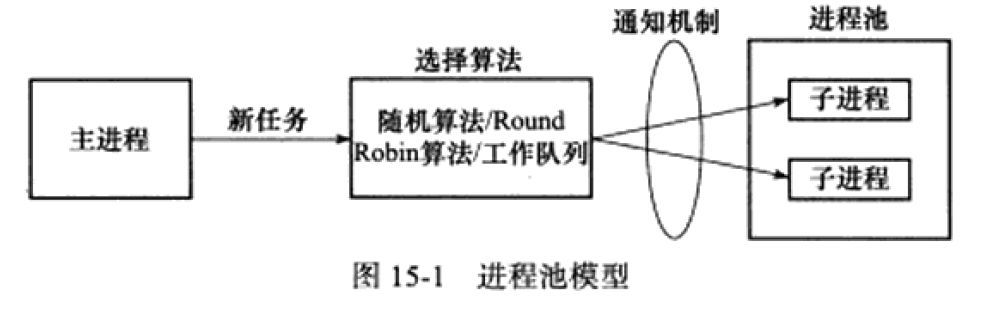 通知机制
进程池
选择算法
主进程
新任务
随机算法/Round
Robin算法/工作队列
子进程
子进程
图 15-1 进程池模型